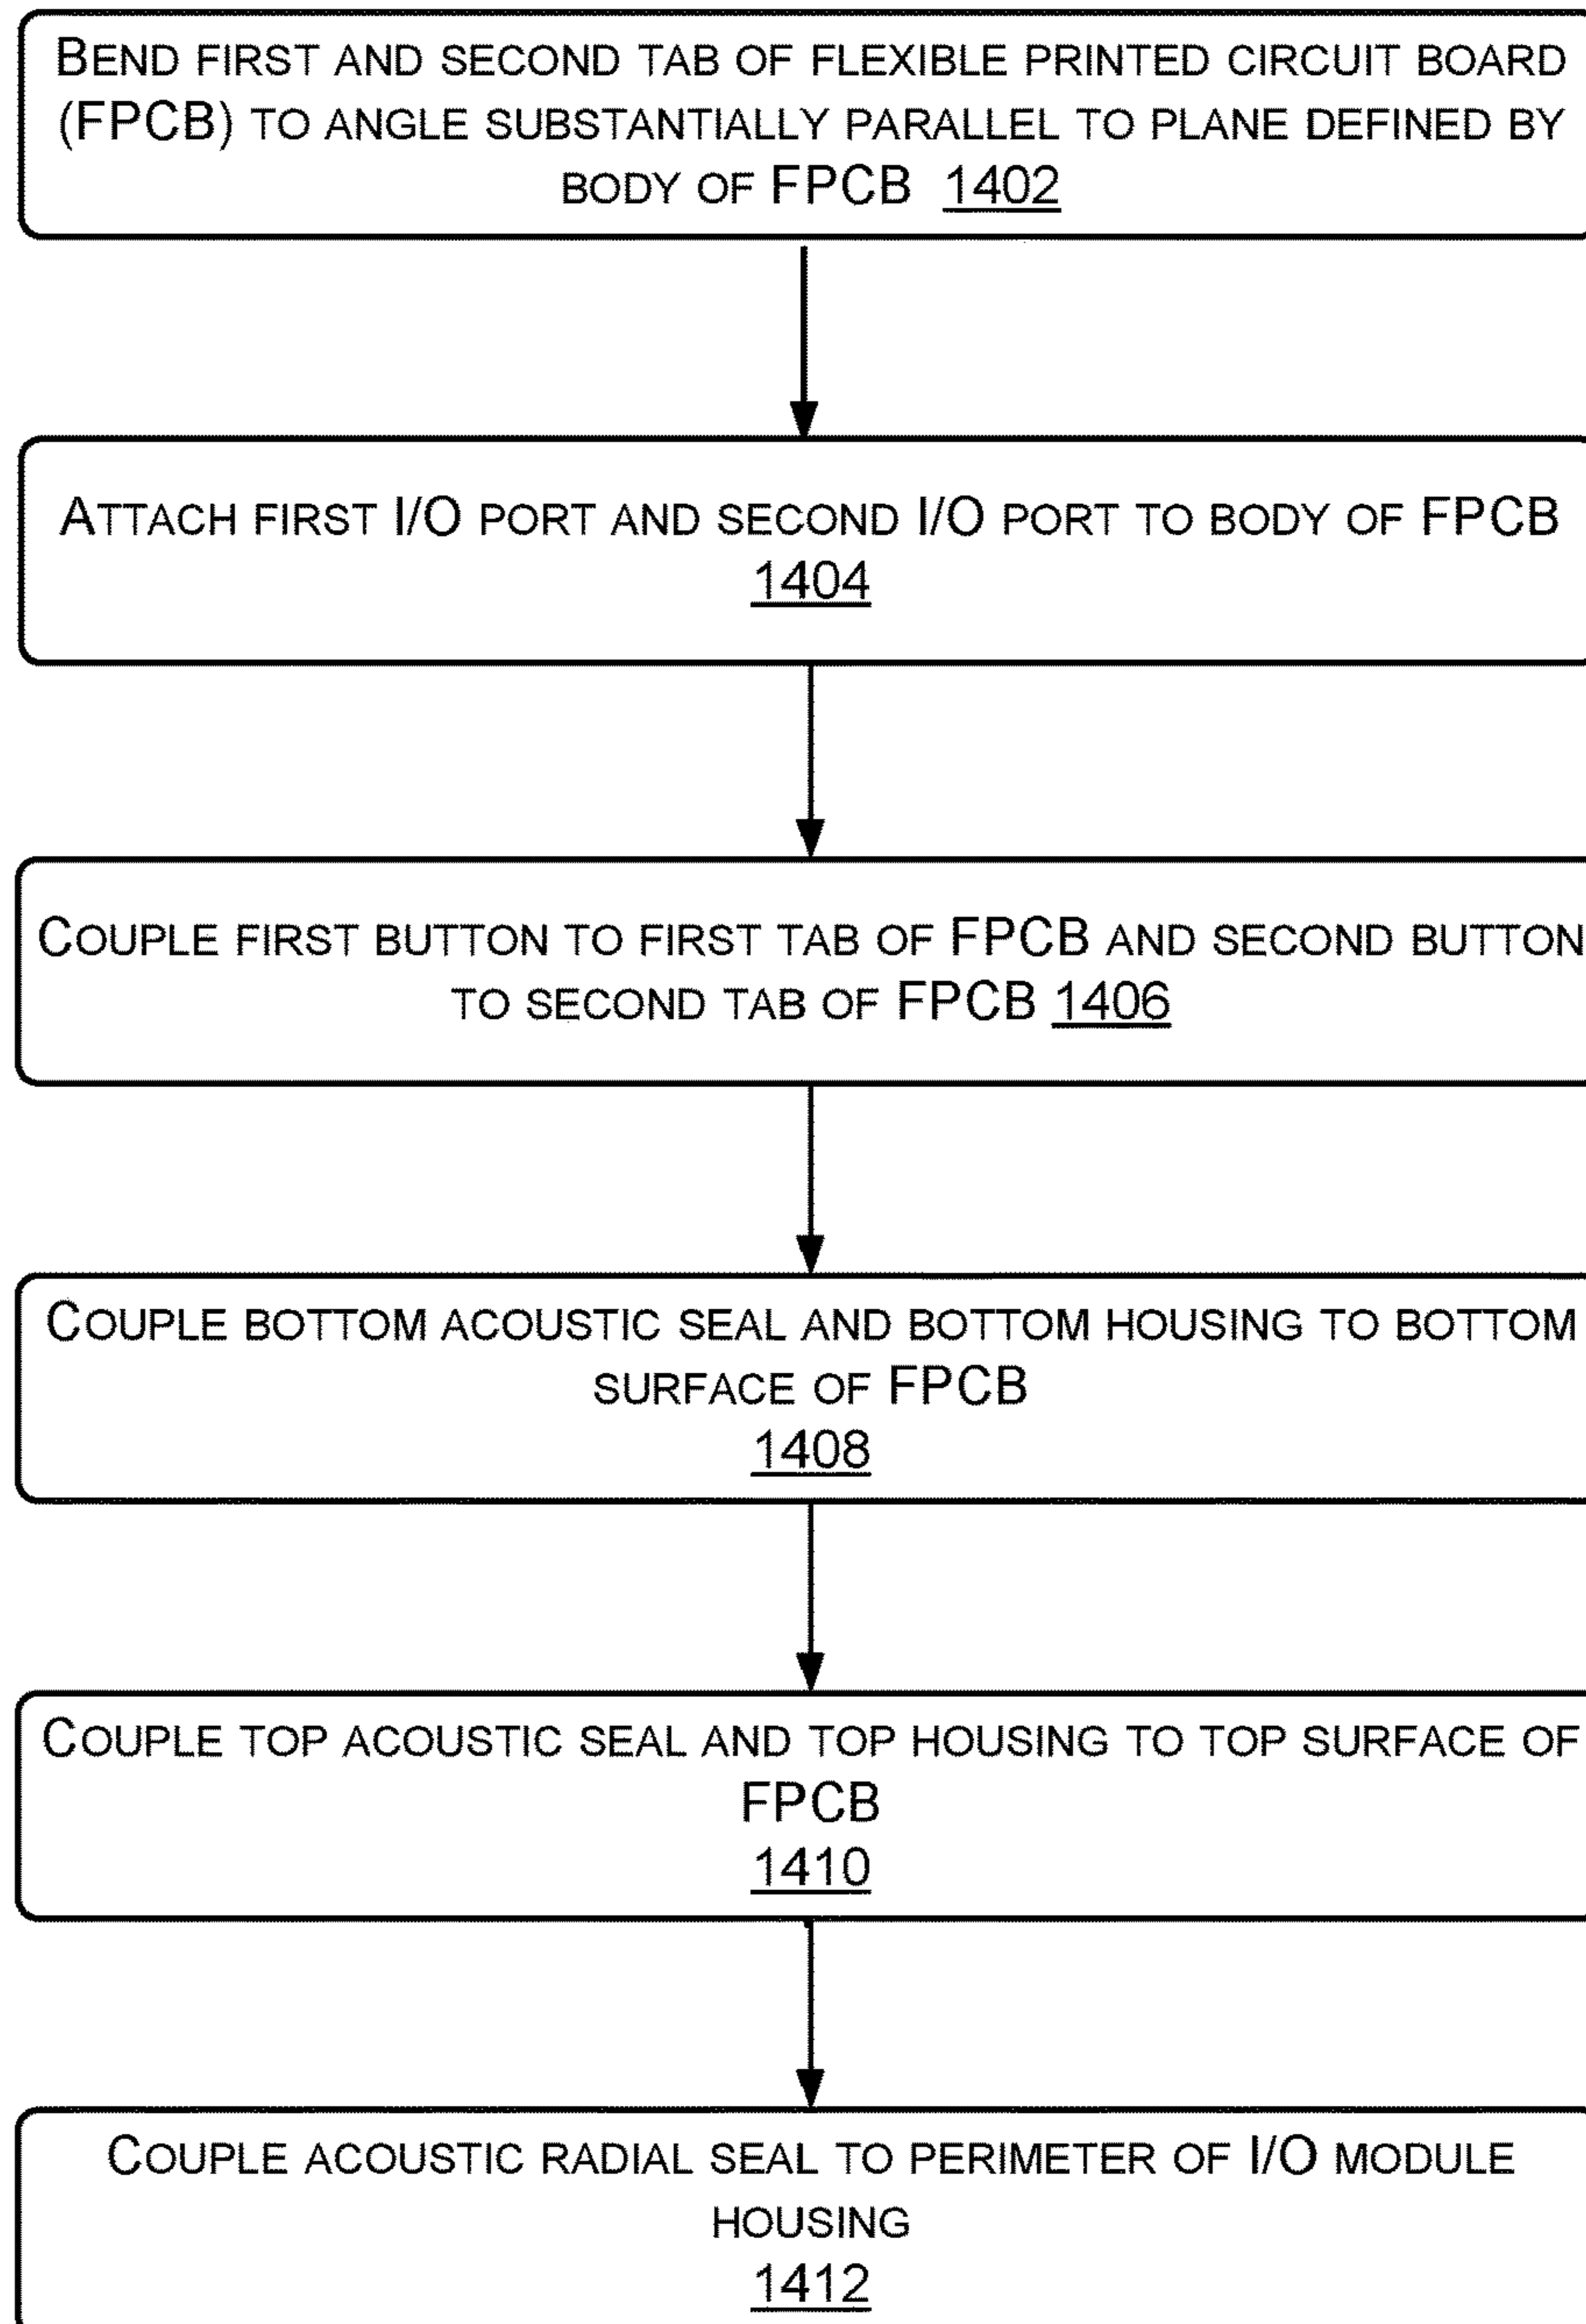 BEND FIRST AND SECOND TAB OF FLEXIBLE PRINTED CIRCUIT BOARD
(FPCB) TO ANGLE SUBSTANTIALLY PARALLEL TO PLANE DEFINED BY
BODY OF FPCB 1402
ATTACH FIRST I/O PORT AND SECOND I/O PORT TO BODY OF FPCB
1404
COUPLE FIRST BUTTON TO FIRST TAB OF FPCB AND SECOND BUTTON
TO SECOND TAB OF FPCB 1406
COUPLE BOTTOM ACOUSTIC SEAL AND BOTTOM HOUSING TO BOTTOM
SURFACE OF FPCB
1408
COUPLE TOP ACOUSTIC SEAL AND TOP HOUSING TO TOP SURFACE OF
FPCB
1410
COUPLE ACOUSTIC RADIAL SEAL TO PERIMETER OF I/O MODULE
HOUSING
1412